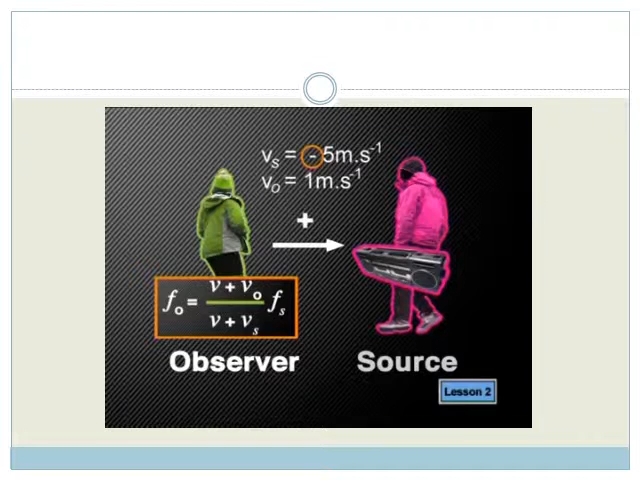 vₛ = - 5m.s⁻¹
vₒ = 1m.s⁻¹
+
fₒ = (v + vₒ)/(v + vₛ) fₛ
Observer Source
Lesson 2